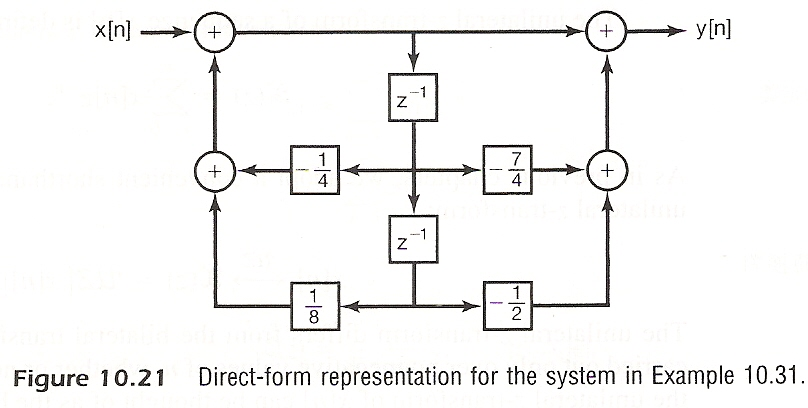 x[n] + + y[n]
z⁻¹
+ -1/4 -7/4 +
z⁻¹
1/8 -1/2
Figure 10.21 Direct-form representation for the system in Example 10.31.